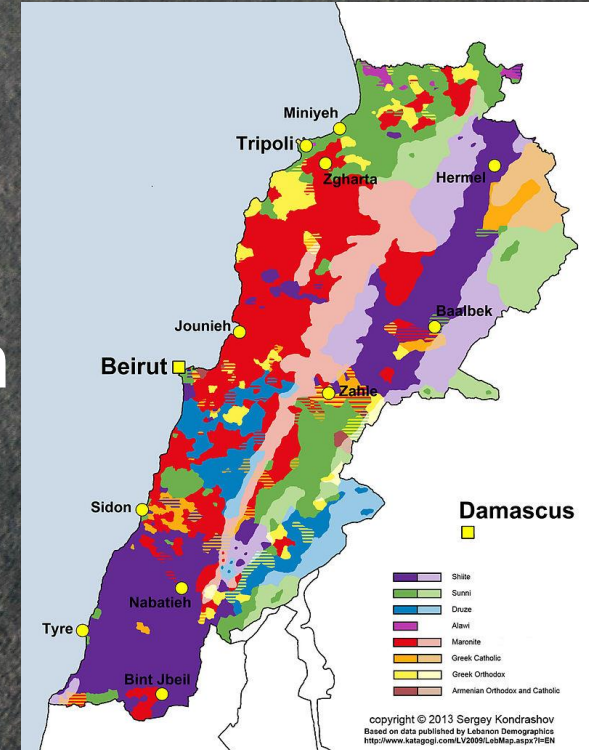 Miniyeh
Tripoli
Zgharta
Hermel
Baalbek
Jounieh
Beirut
Zahle
Sidon
Damascus
Nabatieh
Tyre
Bint Jbeil
Shiite
Sunni
Druze
Alawi
Maronite
Greek Catholic
Greek Orthodox
Armenian Orthodox and Catholic
copyright © 2013 Sergey Kondrashov
Based on data published by Lebanon Demographics
http://www.katagogi.com/LV2009/LebMap.aspx?l=EN